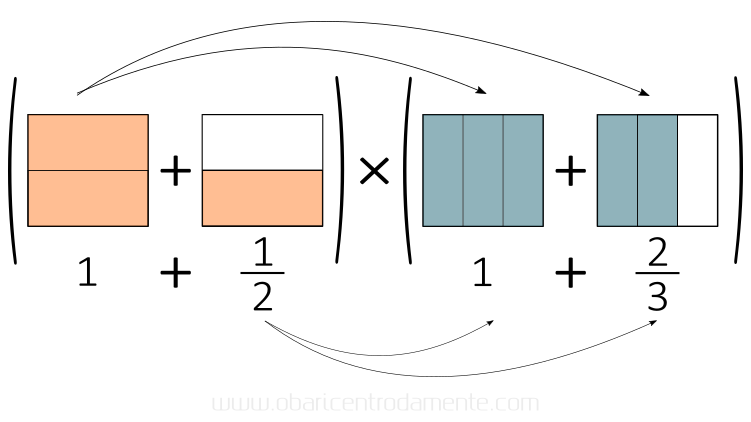 ( + ) × ( + )
1 + 1/2 1 + 2/3
www.obaricentrodamente.com